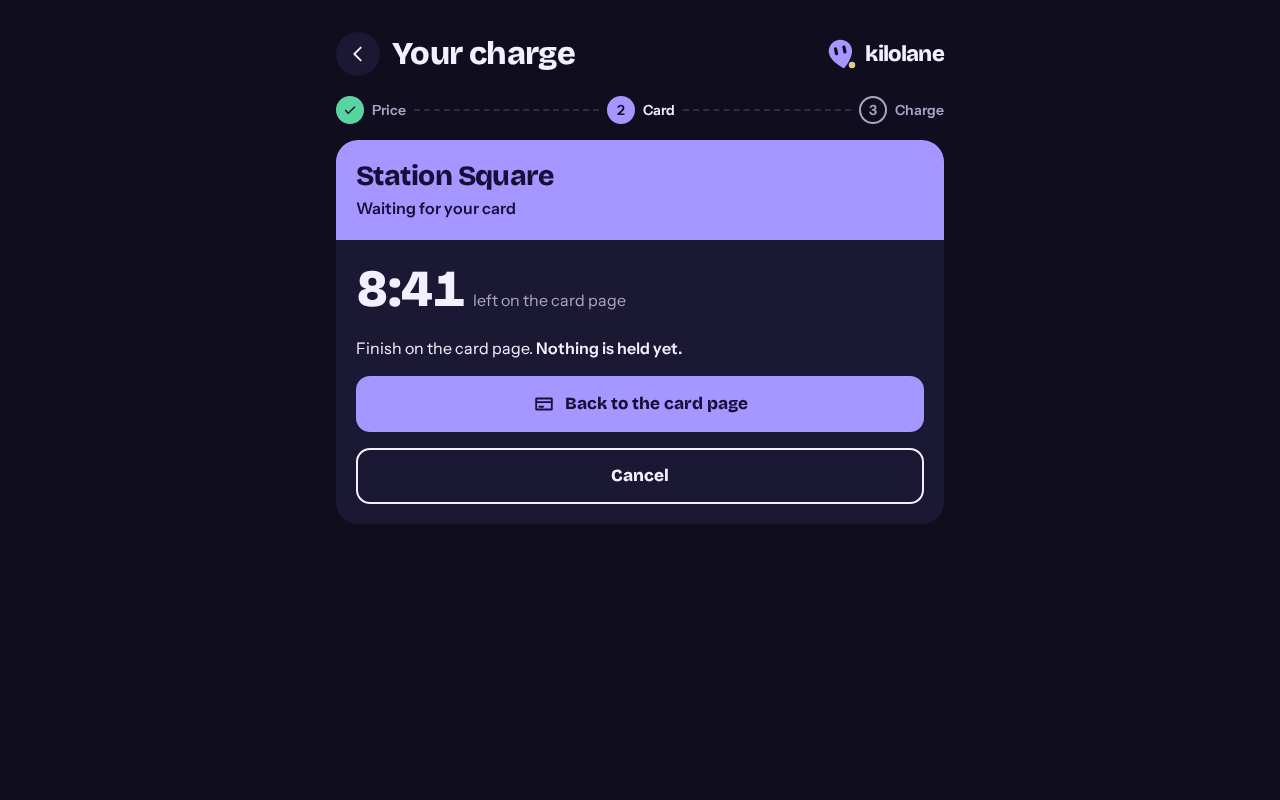 Your charge
kilolane
Price
2 Card
3 Charge
Station Square
Waiting for your card
8:41 left on the card page
Finish on the card page. Nothing is held yet.
Back to the card page
Cancel